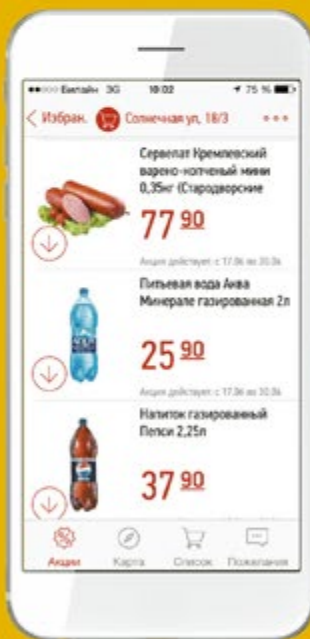 Билайн 3G 10:02 75 %
Избран. Солнечная ул, 18/3
Сервелат Кремлевский
варено-копченый мини
0,35кг (Стародворские
77 90
Акция действует: с 17.06 по 30.06
Питьевая вода Аква
Минерале газированная 2л
25 90
Акция действует: с 17.06 по 30.06
Напиток газированный
Пепси 2,25л
37 90
Акции Карта Список Пожелания